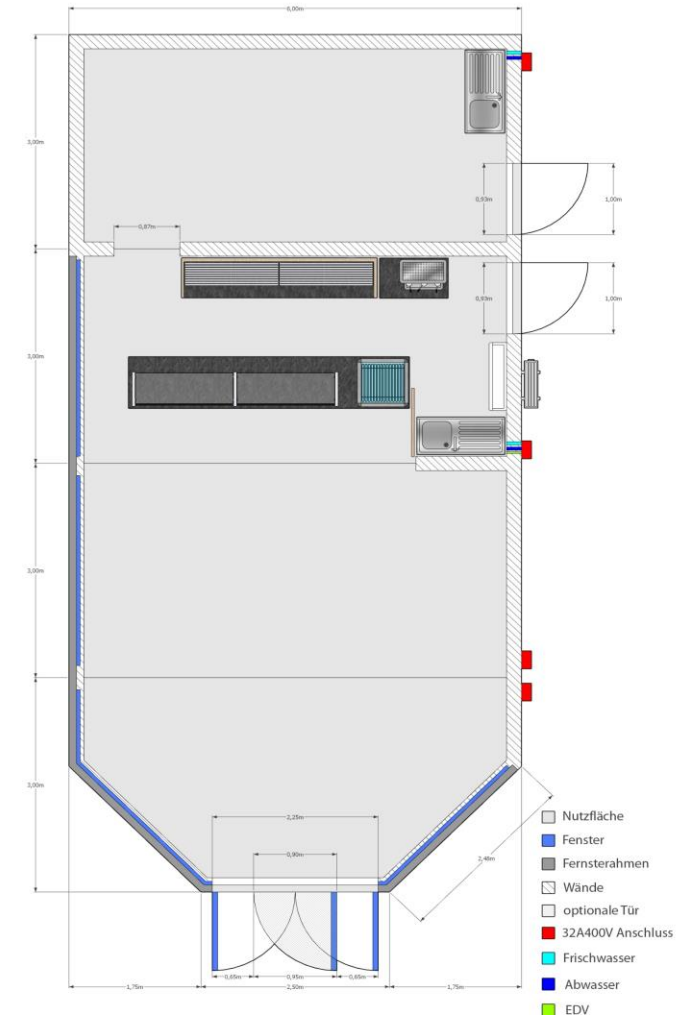 6,00m
3,00m
0,93m
1,00m
0,87m
0,93m
1,00m
3,00m
3,00m
3,00m
2,25m
0,90m
2,48m
0,65m
0,95m
0,65m
1,75m
2,50m
1,75m
Nutzfläche
Fenster
Fernsterahmen
Wände
optionale Tür
32A400V Anschluss
Frischwasser
Abwasser
EDV